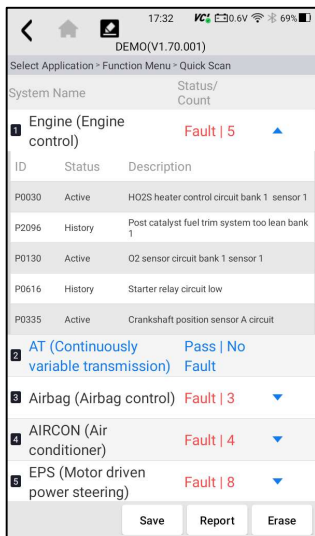 17:32 VCI 0.6V 69%
DEMO(V1.70.001)
Select Application > Function Menu > Quick Scan
System Name Status/
Count
1 Engine (Engine control) Fault | 5
ID Status Description
P0030 Active HO2S heater control circuit bank 1 sensor 1
P2096 History Post catalyst fuel trim system too lean bank
1
P0130 Active O2 sensor circuit bank 1 sensor 1
P0616 History Starter relay circuit low
P0335 Active Crankshaft position sensor A circuit
2 AT (Continuously Pass | No
variable transmission) Fault
3 Airbag (Airbag control) Fault | 3
4 AIRCON (Air
conditioner) Fault | 4
5 EPS (Motor driven
power steering) Fault | 8
Save Report Erase